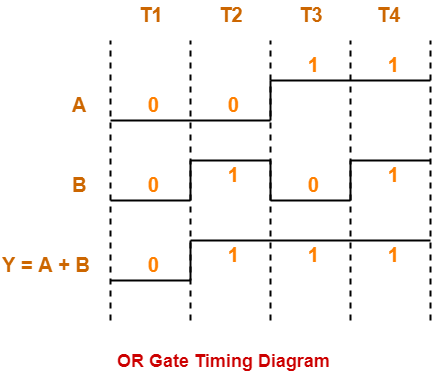 T1 T2 T3 T4
1 1
A 0 0
B 0 1 0 1
Y = A + B 0 1 1 1
OR Gate Timing Diagram